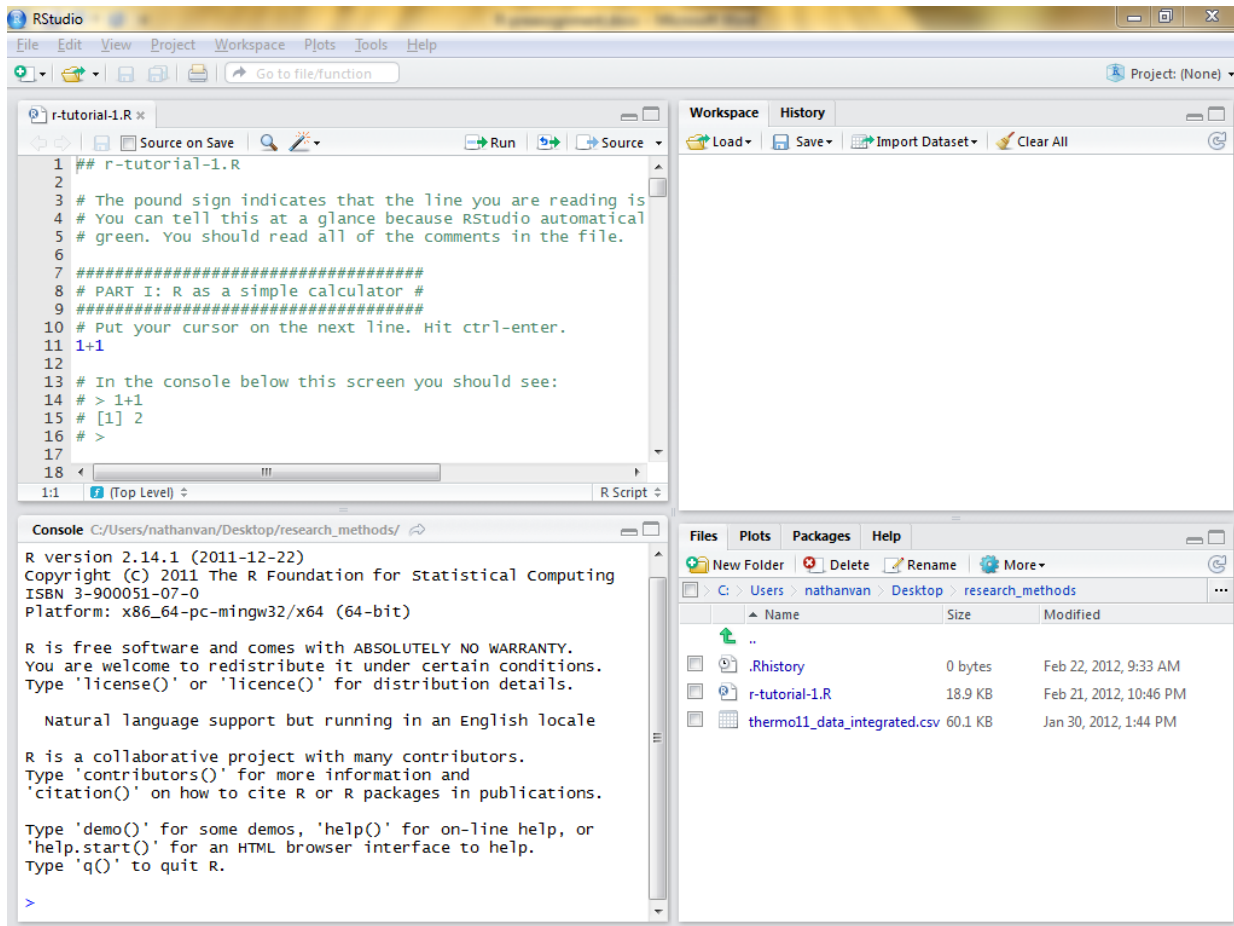 RStudio
File Edit View Project Workspace Plots Tools Help
Go to file/function
Project: (None)
r-tutorial-1.R
Source on Save Run Source
1 ## r-tutorial-1.R
2
3 # The pound sign indicates that the line you are reading is
4 # You can tell this at a glance because RStudio automatical
5 # green. You should read all of the comments in the file.
6
7 ####################################
8 # PART I: R as a simple calculator #
9 ####################################
10 # Put your cursor on the next line. Hit ctrl-enter.
11 1+1
12
13 # In the console below this screen you should see:
14 # > 1+1
15 # [1] 2
16 # >
17
18
1:1 (Top Level) R Script
Console C:/Users/nathanvan/Desktop/research_methods/
R version 2.14.1 (2011-12-22)
Copyright (C) 2011 The R Foundation for Statistical Computing
ISBN 3-900051-07-0
Platform: x86_64-pc-mingw32/x64 (64-bit)
R is free software and comes with ABSOLUTELY NO WARRANTY.
You are welcome to redistribute it under certain conditions.
Type 'license()' or 'licence()' for distribution details.
Natural language support but running in an English locale
R is a collaborative project with many contributors.
Type 'contributors()' for more information and
'citation()' on how to cite R or R packages in publications.
Type 'demo()' for some demos, 'help()' for on-line help, or
'help.start()' for an HTML browser interface to help.
Type 'q()' to quit R.
>
Workspace History
Load Save Import Dataset Clear All
Files Plots Packages Help
New Folder Delete Rename More
C: > Users > nathanvan > Desktop > research_methods ...
Name Size Modified
..
.Rhistory 0 bytes Feb 22, 2012, 9:33 AM
r-tutorial-1.R 18.9 KB Feb 21, 2012, 10:46 PM
thermo11_data_integrated.csv 60.1 KB Jan 30, 2012, 1:44 PM